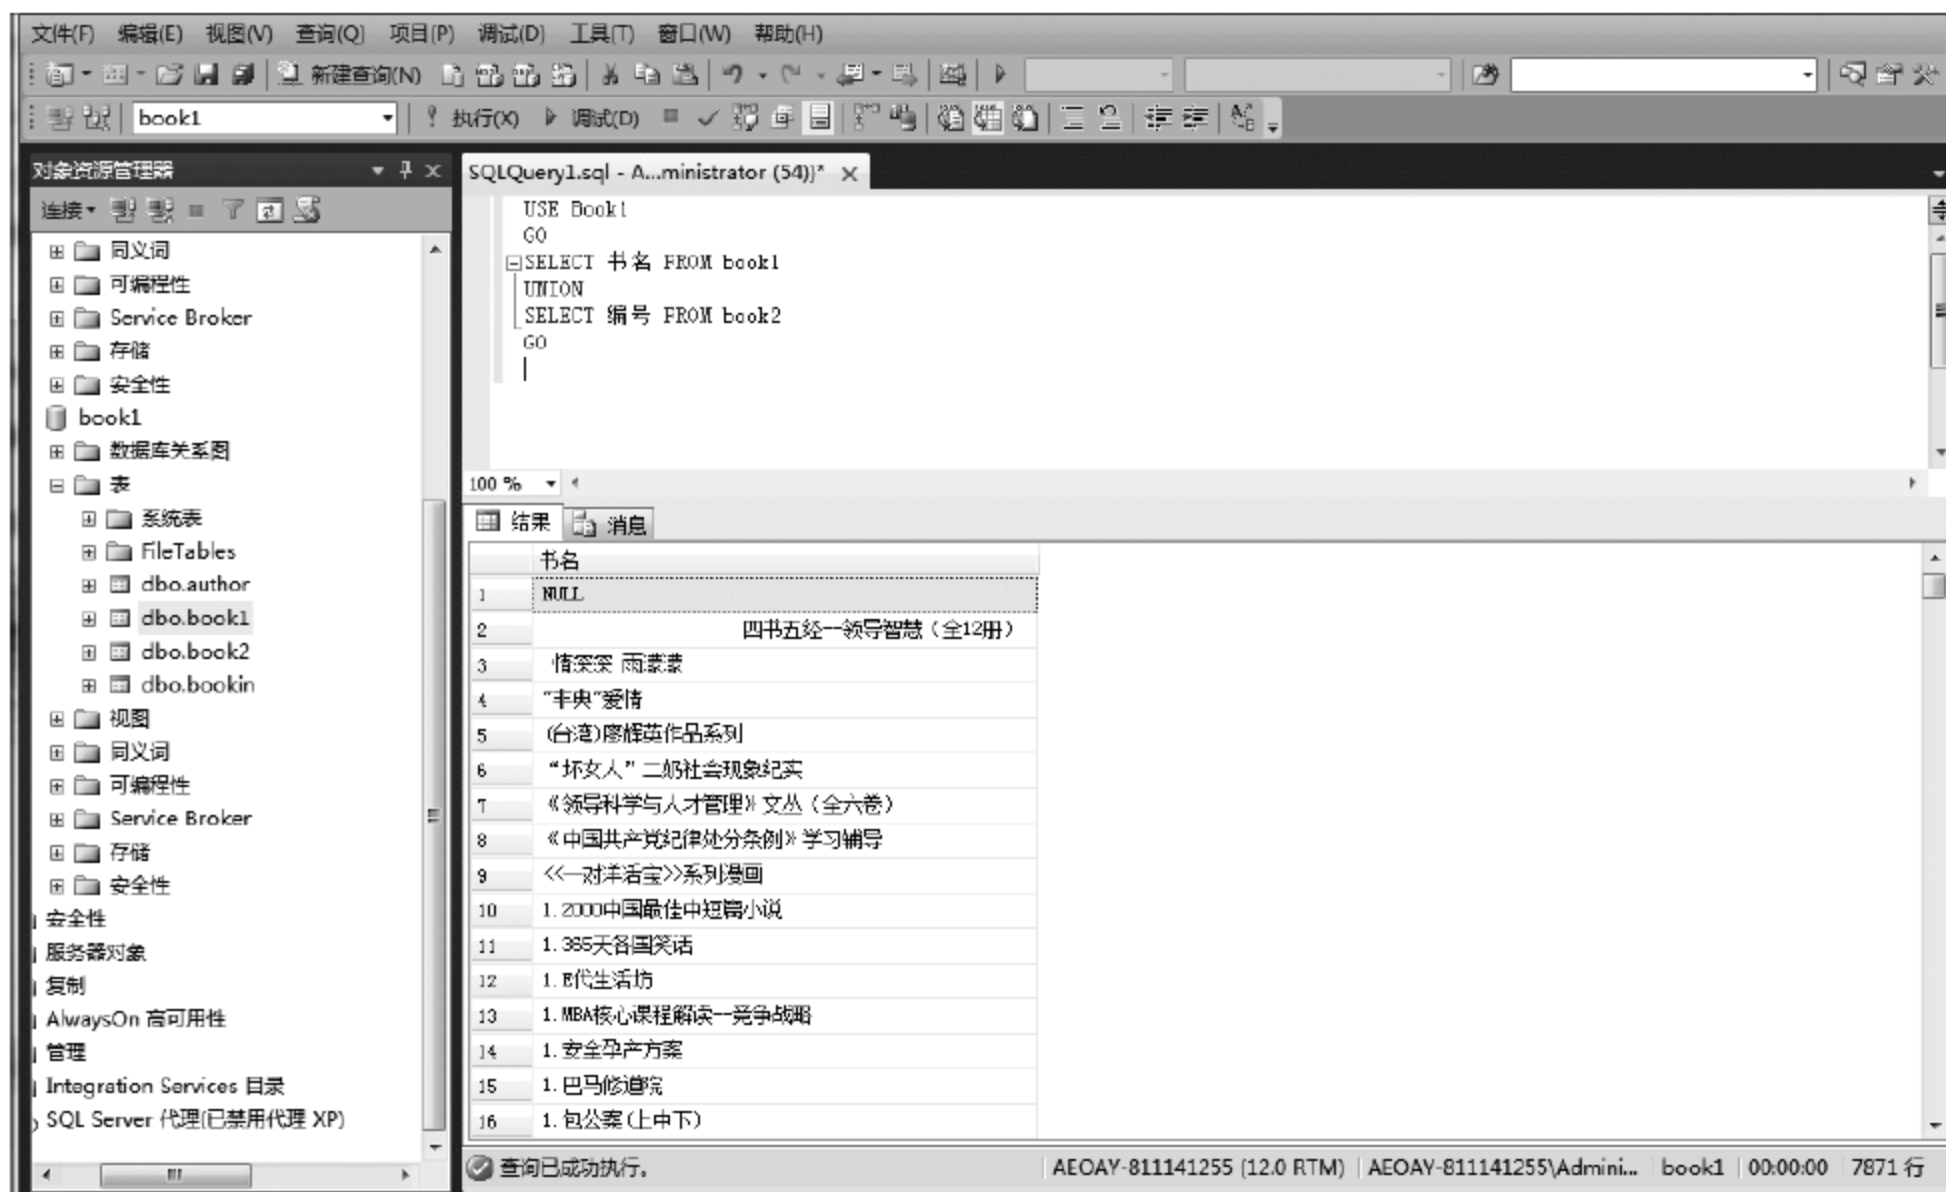 文件(F) 编辑(E) 视图(V) 查询(Q) 项目(P) 调试(D) 工具(T) 窗口(W) 帮助(H)
新建查询(N)
book1 执行(X) 调试(D)
对象资源管理器
连接
同义词
可编程性
Service Broker
存储
安全性
book1
数据库关系图
表
系统表
FileTables
dbo.author
dbo.book1
dbo.book2
dbo.bookin
视图
同义词
可编程性
Service Broker
存储
安全性
安全性
服务器对象
复制
AlwaysOn 高可用性
管理
Integration Services 目录
SQL Server 代理(已禁用代理 XP)
SQLQuery1.sql - A...ministrator (54))*
USE Book1
GO
SELECT 书名 FROM book1
UNION
SELECT 编号 FROM book2
GO
100 %
结果 消息
书名
1 NULL
2 四书五经--领导智慧（全12册）
3 情深深 雨濛濛
4 "非典"爱情
5 (台湾)廖辉英作品系列
6 “坏女人”二奶社会现象纪实
7 《领导科学与人才管理》文丛（全六卷）
8 《中国共产党纪律处分条例》学习辅导
9 <<一对洋活宝>>系列漫画
10 1.2000中国最佳中短篇小说
11 1.365天各国笑话
12 1.E代生活坊
13 1.MBA核心课程解读--竞争战略
14 1.安全孕产方案
15 1.巴马修道院
16 1.包公案(上中下)
查询已成功执行。 AEOAY-811141255 (12.0 RTM) AEOAY-811141255\Admini... book1 00:00:00 7871 行